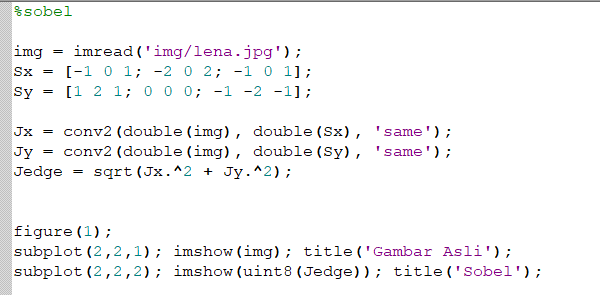 %sobel
img = imread('img/lena.jpg');
Sx = [-1 0 1; -2 0 2; -1 0 1];
Sy = [1 2 1; 0 0 0; -1 -2 -1];
Jx = conv2(double(img), double(Sx), 'same');
Jy = conv2(double(img), double(Sy), 'same');
Jedge = sqrt(Jx.^2 + Jy.^2);
figure(1);
subplot(2,2,1); imshow(img); title('Gambar Asli');
subplot(2,2,2); imshow(uint8(Jedge)); title('Sobel');